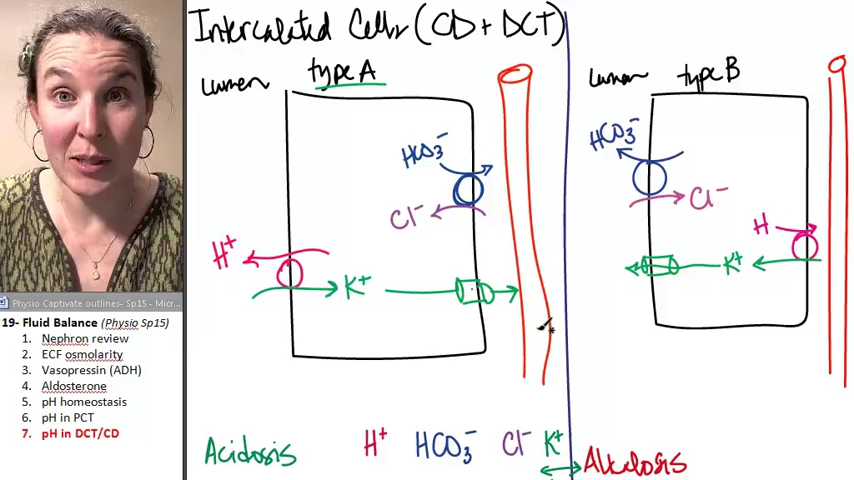 Intercalated Cells (CD + DCT)
Lumen
type A
HCO3⁻
Cl⁻
H⁺
K⁺
Acidosis
H⁺ HCO3⁻ Cl⁻ K⁺
Lumen
type B
HCO3⁻
Cl⁻
H
K⁺
Alkalosis
Physio Captivate outlines- Sp15 - Micr...
19- Fluid Balance (Physio Sp15)
1. Nephron review
2. ECF osmolarity
3. Vasopressin (ADH)
4. Aldosterone
5. pH homeostasis
6. pH in PCT
7. pH in DCT/CD